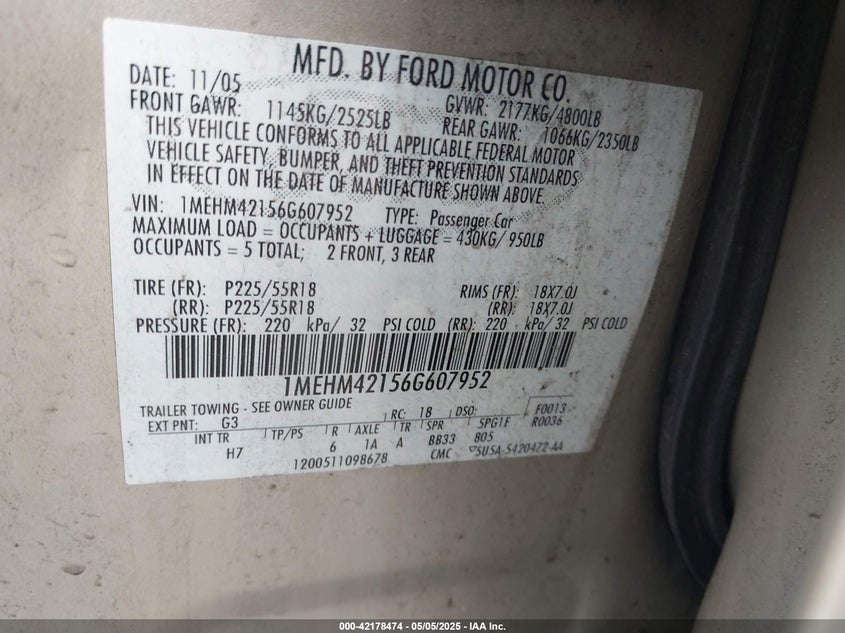 MFD. BY FORD MOTOR CO.
DATE: 11/05 GVWR: 2177KG/4800LB
FRONT GAWR: 1145KG/2525LB REAR GAWR: 1066KG/2350LB
THIS VEHICLE CONFORMS TO ALL APPLICABLE FEDERAL MOTOR
VEHICLE SAFETY, BUMPER, AND THEFT PREVENTION STANDARDS
IN EFFECT ON THE DATE OF MANUFACTURE SHOWN ABOVE.
VIN: 1MEHM42156G607952 TYPE: Passenger Car
MAXIMUM LOAD = OCCUPANTS + LUGGAGE = 430KG/ 950LB
OCCUPANTS = 5 TOTAL; 2 FRONT, 3 REAR
TIRE (FR): P225/55R18 RIMS (FR): 18X7.0J
(RR): P225/55R18 (RR): 18X7.0J
PRESSURE (FR): 220 kPa/ 32 PSI COLD (RR): 220 kPa/ 32 PSI COLD
1MEHM42156G607952
TRAILER TOWING - SEE OWNER GUIDE
EXT PNT: G3 RC: 18 DSO: F0013
INT TR TP/PS R AXLE TR SPR 5PG1F R0036
H7 6 1A A BB33 805
1200511098678 CMC 5U5A-5420472-AA
000-42178474 — 05/05/2025 — IAA Inc.